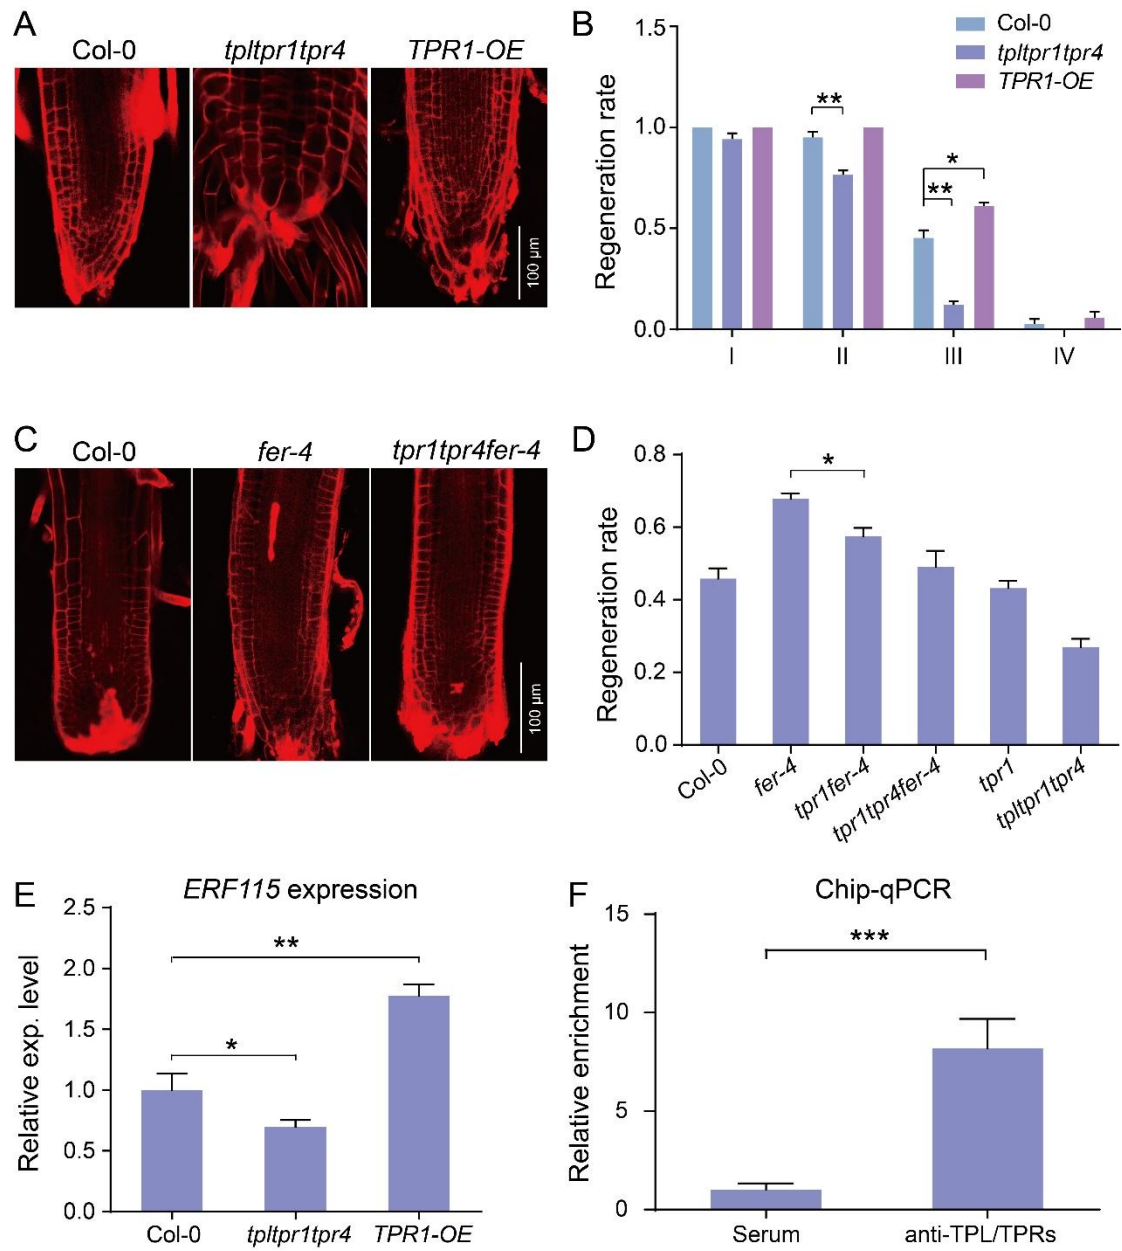 A
Col-0 tpltpr1tpr4 TPR1-OE
100 µm
B
Regeneration rate
1.5
1.0
0.5
0.0
Col-0
tpltpr1tpr4
TPR1-OE
**
**
*
I II III IV
C
Col-0 fer-4 tpr1tpr4fer-4
100 µm
D
Regeneration rate
0.8
0.6
0.4
0.2
0.0
*
Col-0 fer-4 tpr1fer-4 tpr1tpr4fer-4 tpr1 tpltpr1tpr4
E
ERF115 expression
Relative exp. level
2.5
2.0
1.5
1.0
0.5
0.0
**
*
Col-0 tpltpr1tpr4 TPR1-OE
F
Chip-qPCR
Relative enrichment
15
10
5
0
***
Serum anti-TPL/TPRs